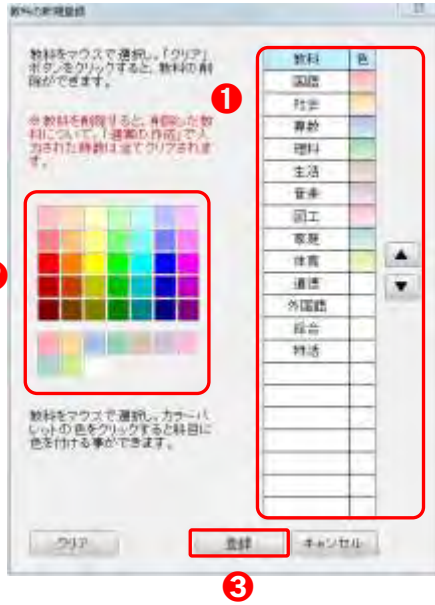 教科の新規登録
教科をマウスで選択し、「クリア」
ボタンをクリックすると、教科の削
除ができます。
※教科を削除すると、削除した教
科について、「週案の作成」で入
力された時数は全てクリアされま
す。
❶
教科 色
国語
社会
算数
理科
生活
音楽
図工
家庭
体育
道徳
外国語
総合
特活
▲
▼
教科をマウスで選択し、カラーパ
レットの色をクリックすると科目に
色を付ける事ができます。
クリア 登録 キャンセル
❸